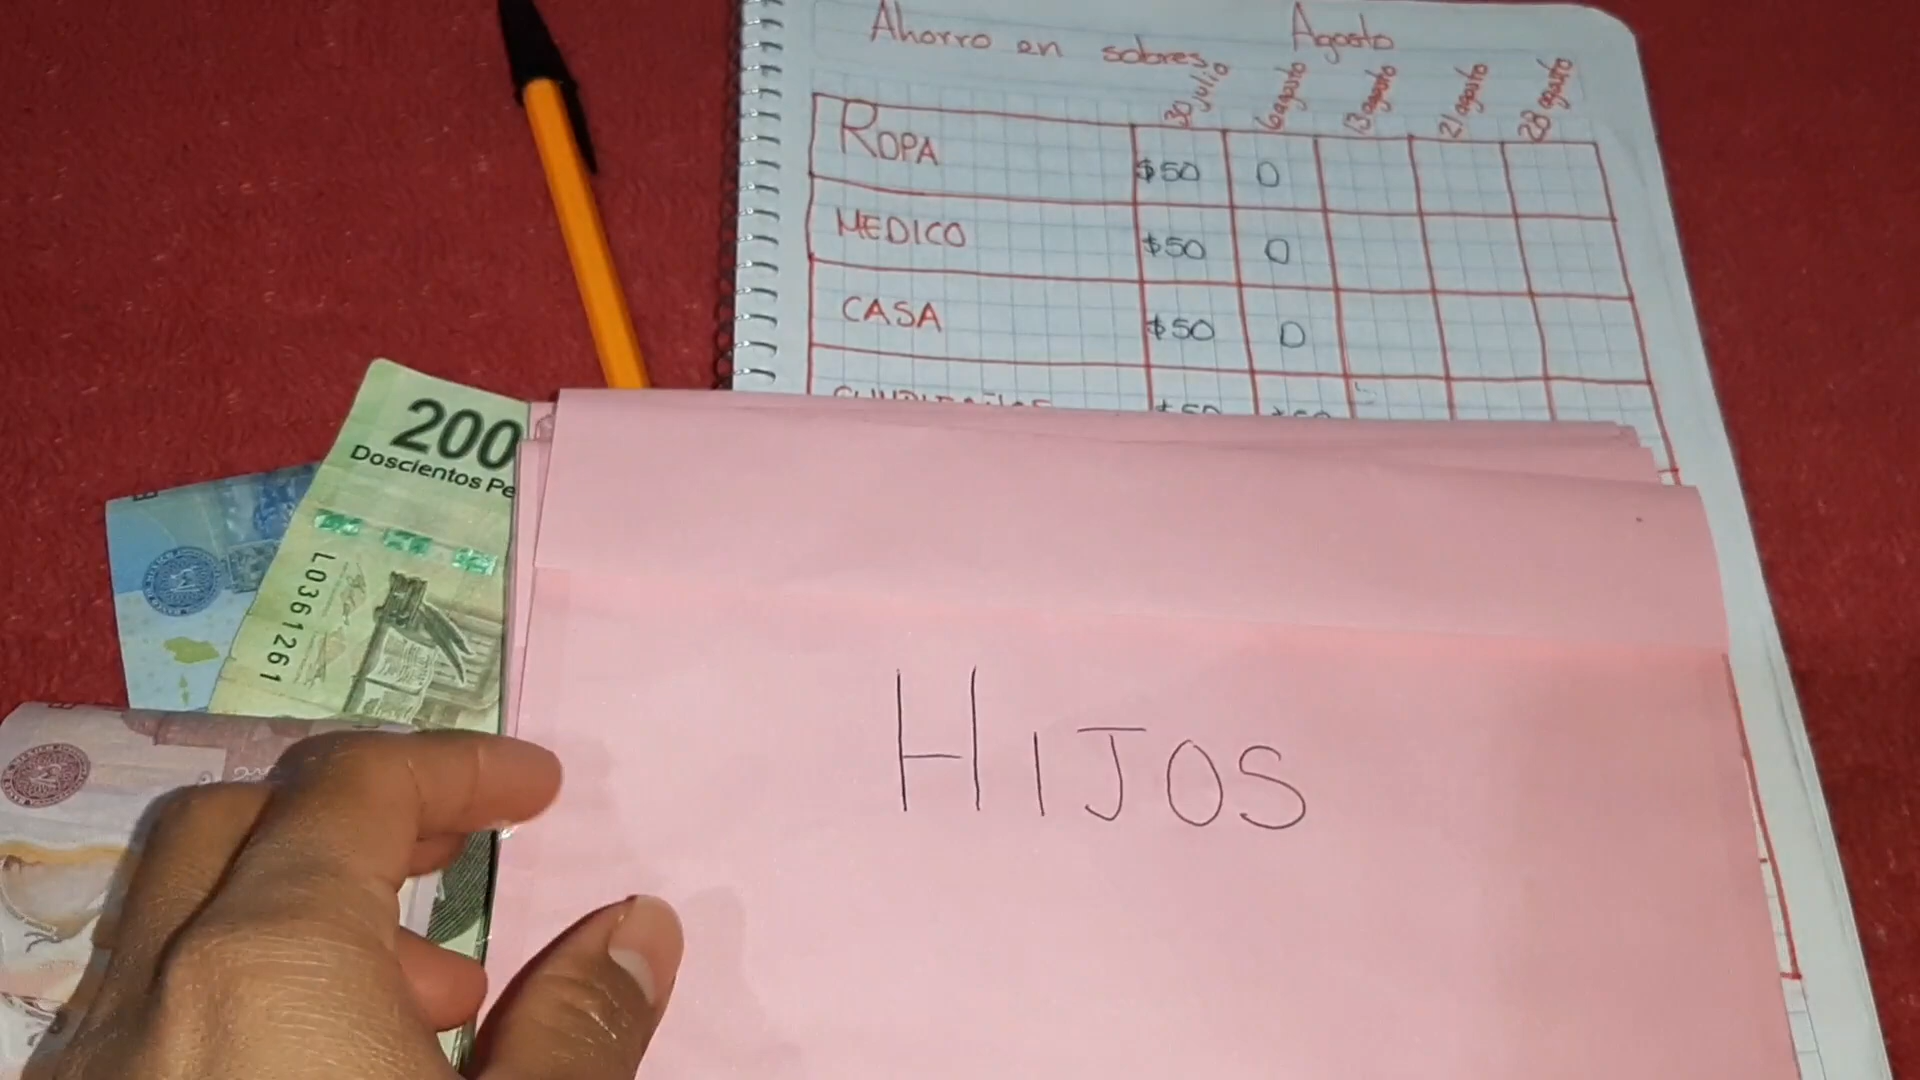 Ahorro en sobres Agosto
30 julio 6 agosto 13 agosto 21 agosto 28 agosto
ROPA $50 0
MEDICO $50 0
CASA $50 0
$50
200
Doscientos Pe
L0361261
HIJOS